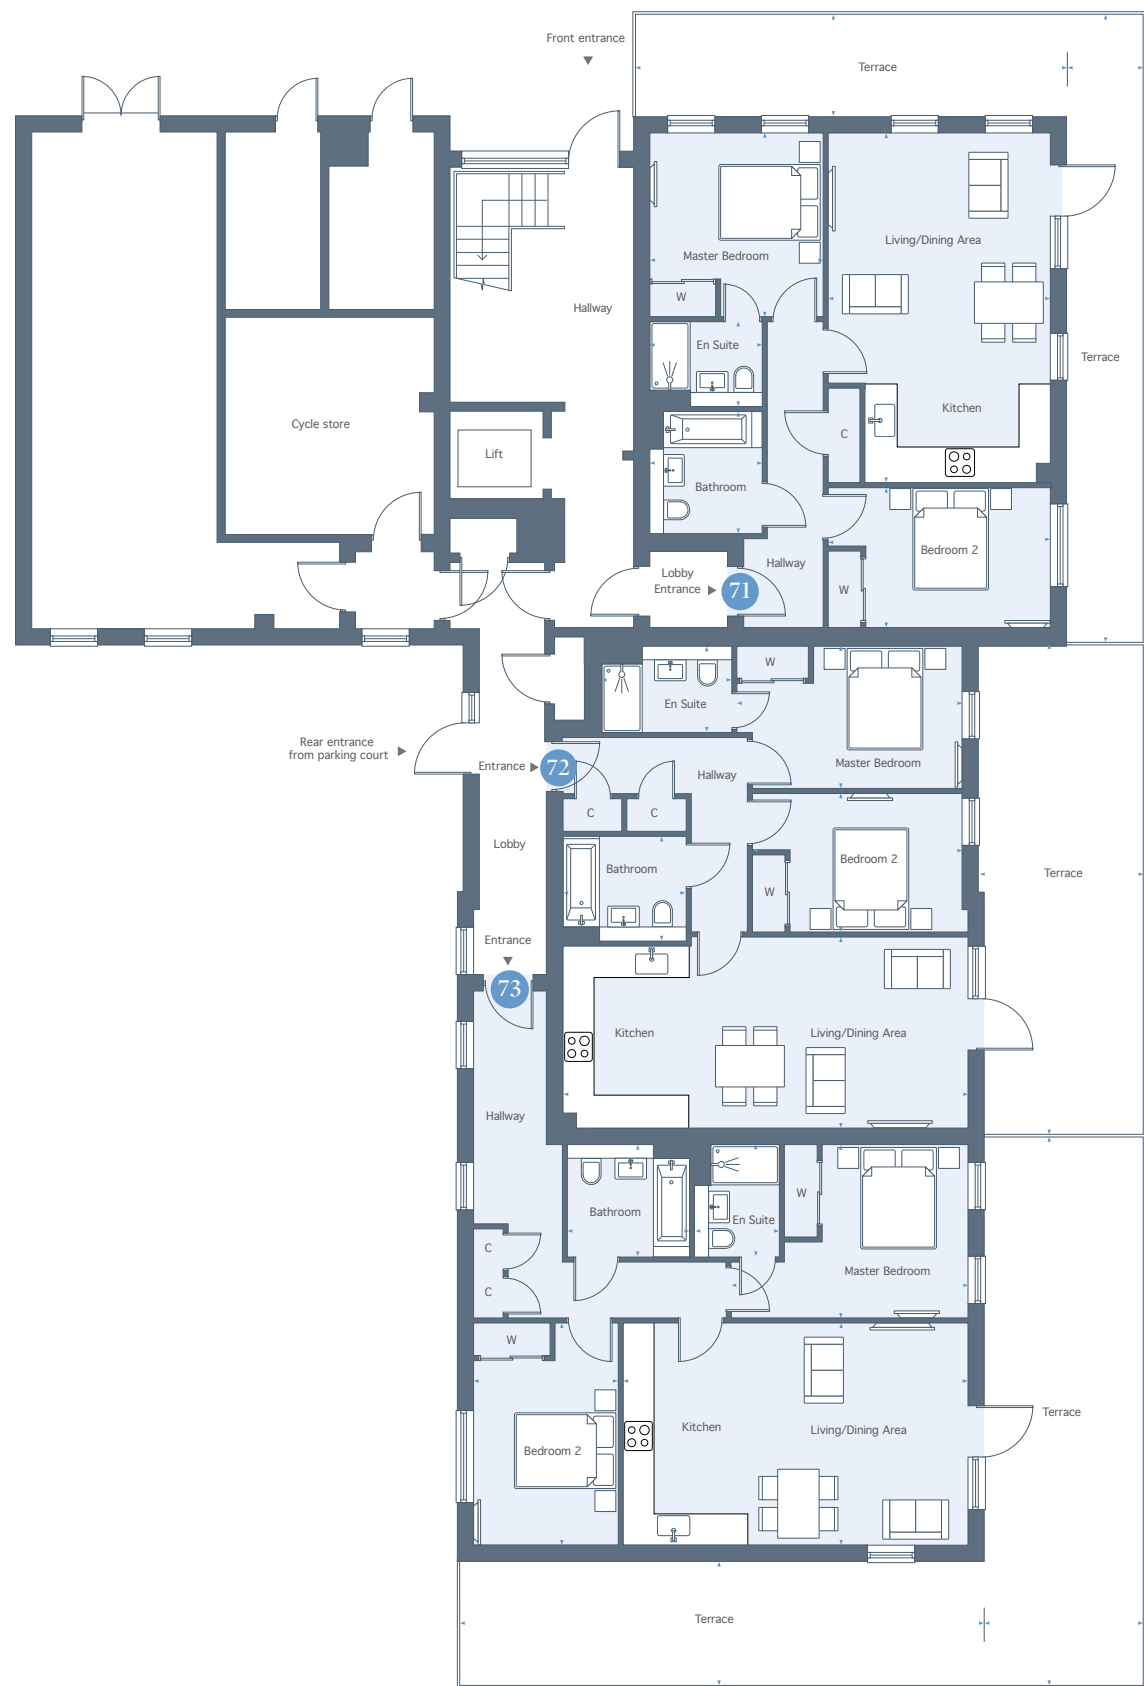 Front entrance
Terrace
Living/Dining Area
Master Bedroom
W
Hallway
En Suite
Terrace
Kitchen
Cycle store
C
Lift
Bathroom
Bedroom 2
Hallway
Lobby
Entrance
71
W
W
En Suite
Rear entrance
from parking court
Entrance
72
Master Bedroom
Hallway
C
C
Lobby
Bathroom
Bedroom 2
Terrace
W
Entrance
73
Kitchen
Living/Dining Area
Hallway
W
Bathroom
En Suite
C
Master Bedroom
C
W
Terrace
Kitchen
Living/Dining Area
Bedroom 2
Terrace